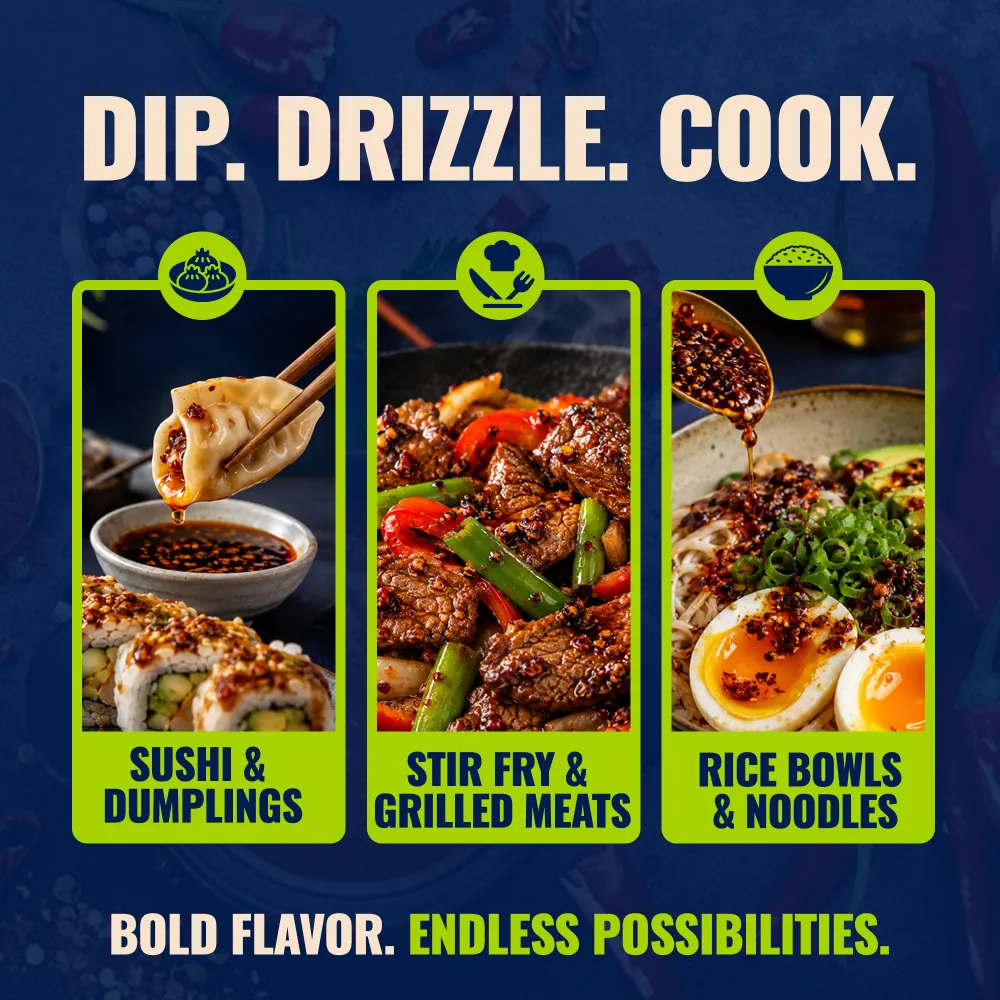 DIP. DRIZZLE. COOK.
SUSHI &
DUMPLINGS
STIR FRY &
GRILLED MEATS
RICE BOWLS
& NOODLES
BOLD FLAVOR. ENDLESS POSSIBILITIES.